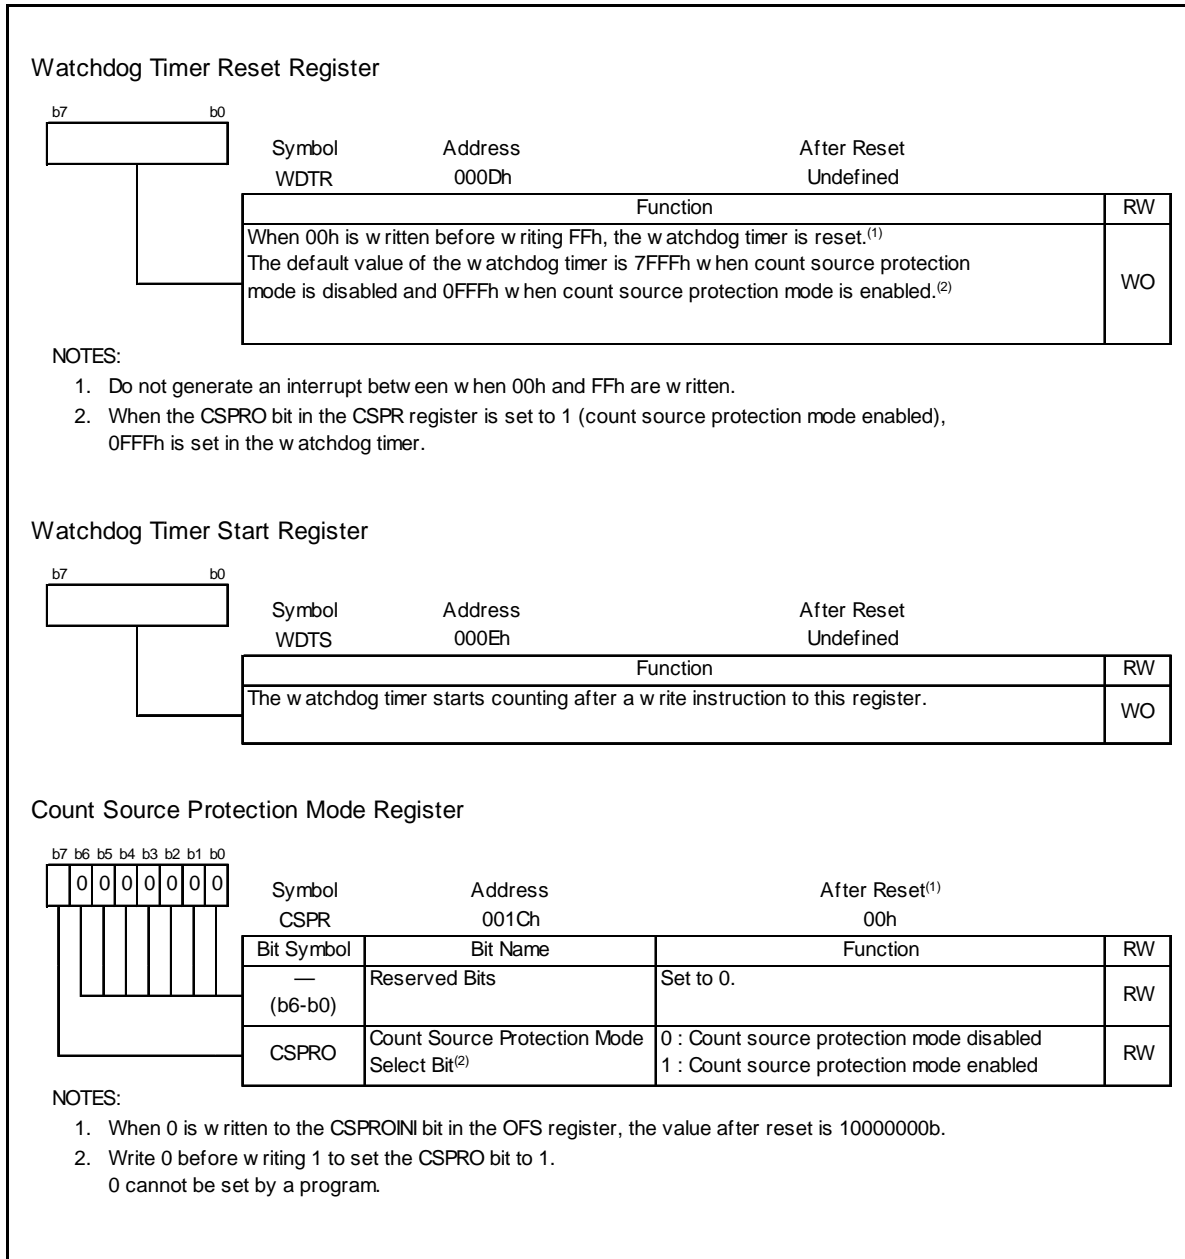 Watchdog Timer Reset Register
b7 b0
Symbol Address After Reset
WDTR 000Dh Undefined
Function RW
When 00h is written before writing FFh, the watchdog timer is reset.(1)
The default value of the watchdog timer is 7FFFh when count source protection
mode is disabled and 0FFFh when count source protection mode is enabled.(2)
WO
NOTES:
1. Do not generate an interrupt between when 00h and FFh are written.
2. When the CSPRO bit in the CSPR register is set to 1 (count source protection mode enabled),
0FFFh is set in the watchdog timer.
Watchdog Timer Start Register
b7 b0
Symbol Address After Reset
WDTS 000Eh Undefined
Function RW
The watchdog timer starts counting after a write instruction to this register.
WO
Count Source Protection Mode Register
b7 b6 b5 b4 b3 b2 b1 b0
0 0 0 0 0 0 0
Symbol Address After Reset(1)
CSPR 001Ch 00h
Bit Symbol Bit Name Function RW
— Reserved Bits Set to 0.
(b6-b0) RW
Count Source Protection Mode 0 : Count source protection mode disabled
CSPRO RW
Select Bit(2) 1 : Count source protection mode enabled
NOTES:
1. When 0 is written to the CSPROINI bit in the OFS register, the value after reset is 10000000b.
2. Write 0 before writing 1 to set the CSPRO bit to 1.
0 cannot be set by a program.